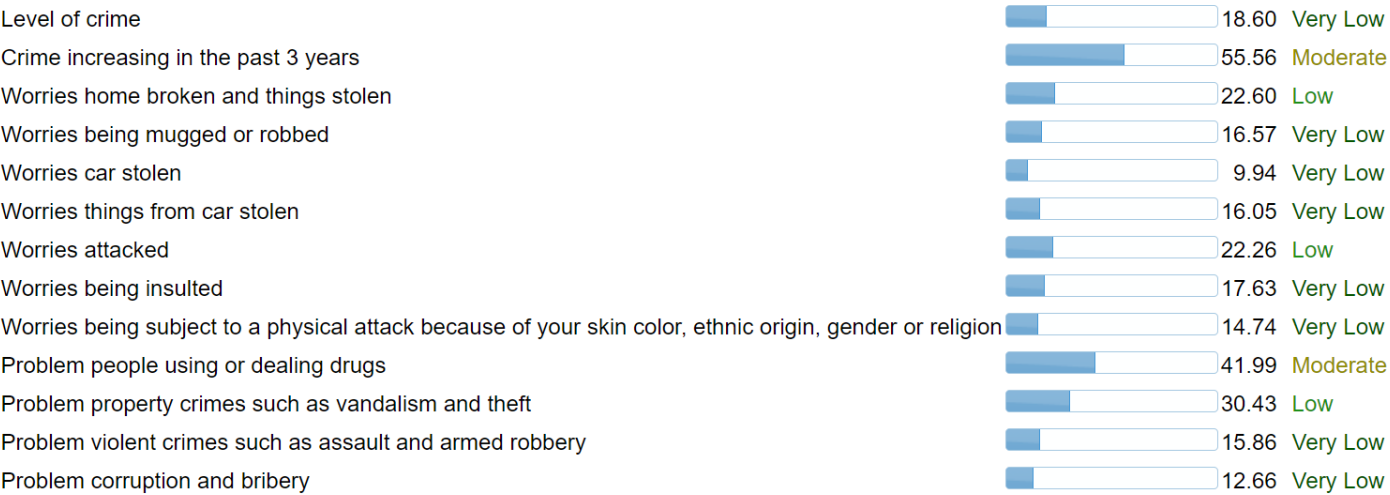 Level of crime 18.60 Very Low
Crime increasing in the past 3 years 55.56 Moderate
Worries home broken and things stolen 22.60 Low
Worries being mugged or robbed 16.57 Very Low
Worries car stolen 9.94 Very Low
Worries things from car stolen 16.05 Very Low
Worries attacked 22.26 Low
Worries being insulted 17.63 Very Low
Worries being subject to a physical attack because of your skin color, ethnic origin, gender or religion 14.74 Very Low
Problem people using or dealing drugs 41.99 Moderate
Problem property crimes such as vandalism and theft 30.43 Low
Problem violent crimes such as assault and armed robbery 15.86 Very Low
Problem corruption and bribery 12.66 Very Low